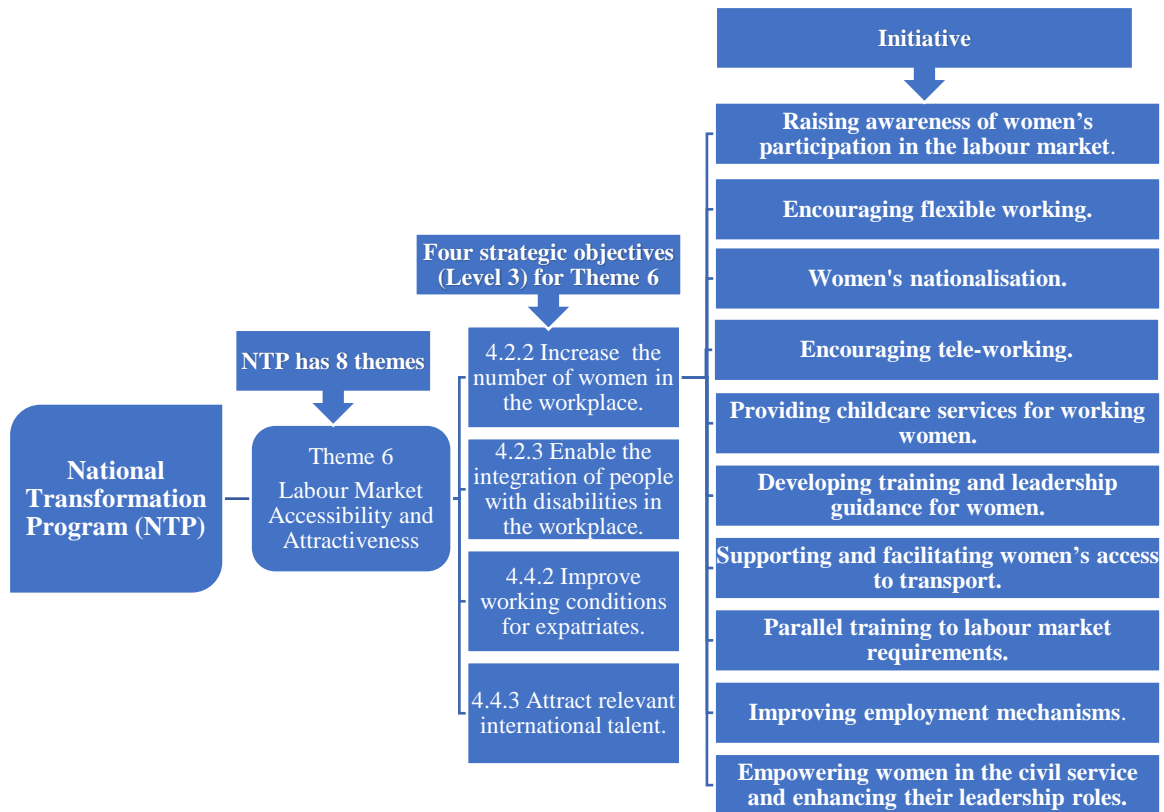 National
Transformation
Program (NTP)
NTP has 8 themes
Theme 6
Labour Market
Accessibility and
Attractiveness
Four strategic objectives
(Level 3) for Theme 6
4.2.2 Increase the
number of women in
the workplace.
4.2.3 Enable the
integration of people
with disabilities in
the workplace.
4.4.2 Improve
working conditions
for expatriates.
4.4.3 Attract relevant
international talent.
Initiative
Raising awareness of women’s
participation in the labour market.
Encouraging flexible working.
Women's nationalisation.
Encouraging tele-working.
Providing childcare services for working
women.
Developing training and leadership
guidance for women.
Supporting and facilitating women’s access
to transport.
Parallel training to labour market
requirements.
Improving employment mechanisms.
Empowering women in the civil service
and enhancing their leadership roles.